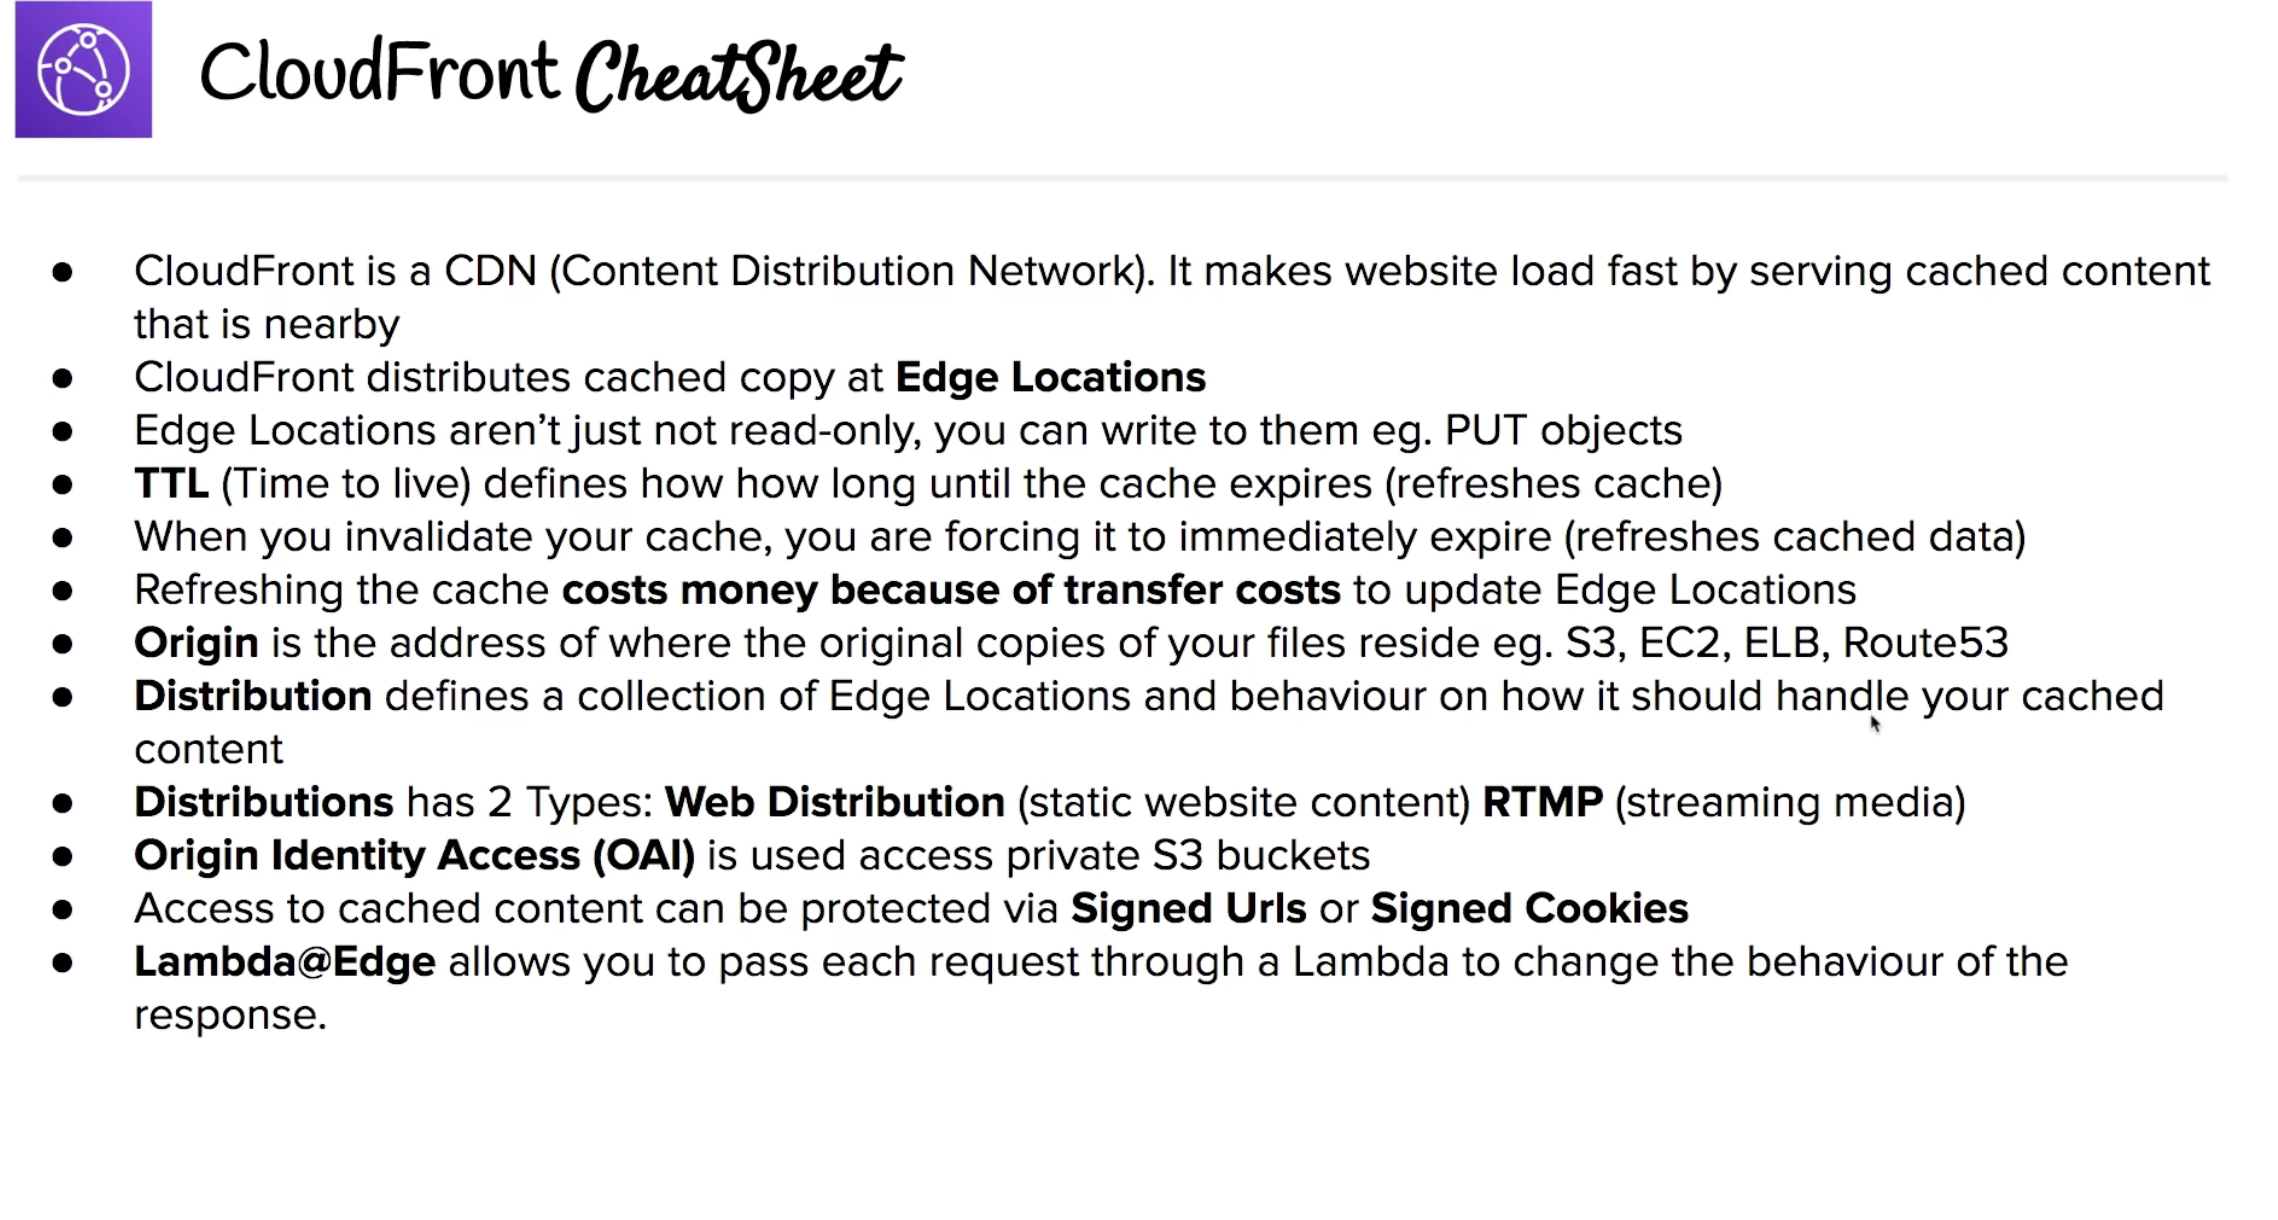 CloudFront CheatSheet
● CloudFront is a CDN (Content Distribution Network). It makes website load fast by serving cached content
that is nearby
● CloudFront distributes cached copy at Edge Locations
● Edge Locations aren’t just not read-only, you can write to them eg. PUT objects
● TTL (Time to live) defines how how long until the cache expires (refreshes cache)
● When you invalidate your cache, you are forcing it to immediately expire (refreshes cached data)
● Refreshing the cache costs money because of transfer costs to update Edge Locations
● Origin is the address of where the original copies of your files reside eg. S3, EC2, ELB, Route53
● Distribution defines a collection of Edge Locations and behaviour on how it should handle your cached
content
● Distributions has 2 Types: Web Distribution (static website content) RTMP (streaming media)
● Origin Identity Access (OAI) is used access private S3 buckets
● Access to cached content can be protected via Signed Urls or Signed Cookies
● Lambda@Edge allows you to pass each request through a Lambda to change the behaviour of the
response.